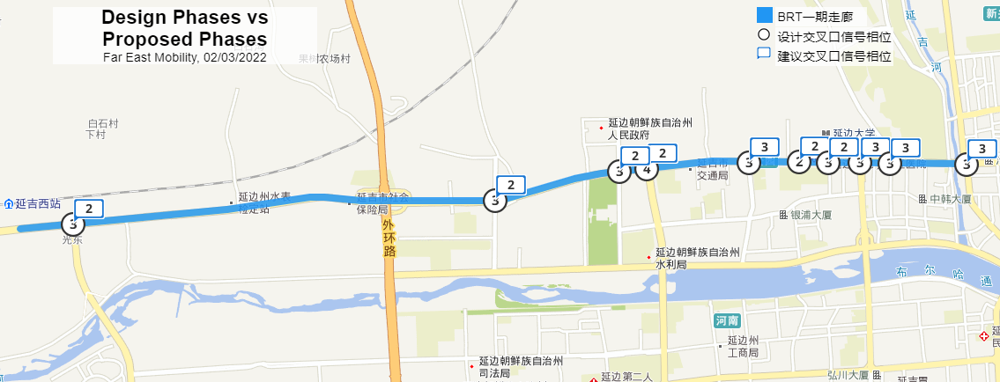 Design Phases vs
Proposed Phases
Far East Mobility, 02/03/2022
BRT一期走廊
设计交叉口信号相位
建议交叉口信号相位
延
吉
河
果树农场村
白石村
下村
延边朝鲜族自治州
人民政府
延边大学
3
3
2
2
3
3
3
2
2
3
4
3
2
3
3
3
3
交通局
医院
2
3
延边州水表
检定站
延吉市社会
保险局
延吉西站
2
3
光东
中韩大厦
银浦大厦
外
环
路
延边朝鲜族自治州
水利局
布 尔 哈 通
河南
延边州
工商局
延边朝鲜族自治州
司法局
延边第二人
弘川大厦